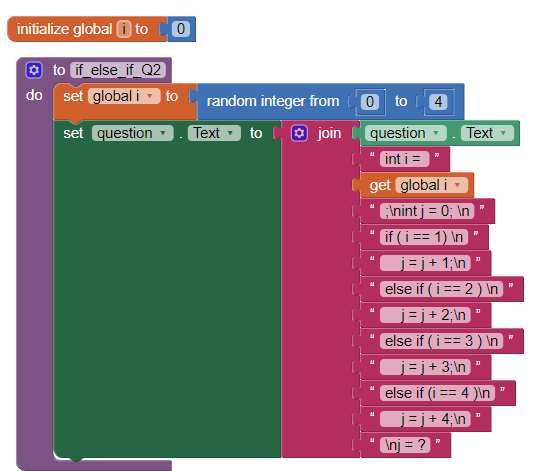 initialize global i to 0
to if_else_if_Q2
do set global i to random integer from 0 to 4
set question . Text to join question . Text
“ int i = ”
get global i
“ ;\nint j = 0; \n ”
“ if ( i == 1) \n ”
“ j = j + 1;\n ”
“ else if ( i == 2 ) \n ”
“ j = j + 2;\n ”
“ else if ( i == 3 ) \n ”
“ j = j + 3;\n ”
“ else if (i == 4 )\n ”
“ j = j + 4;\n ”
“ \nj = ? ”